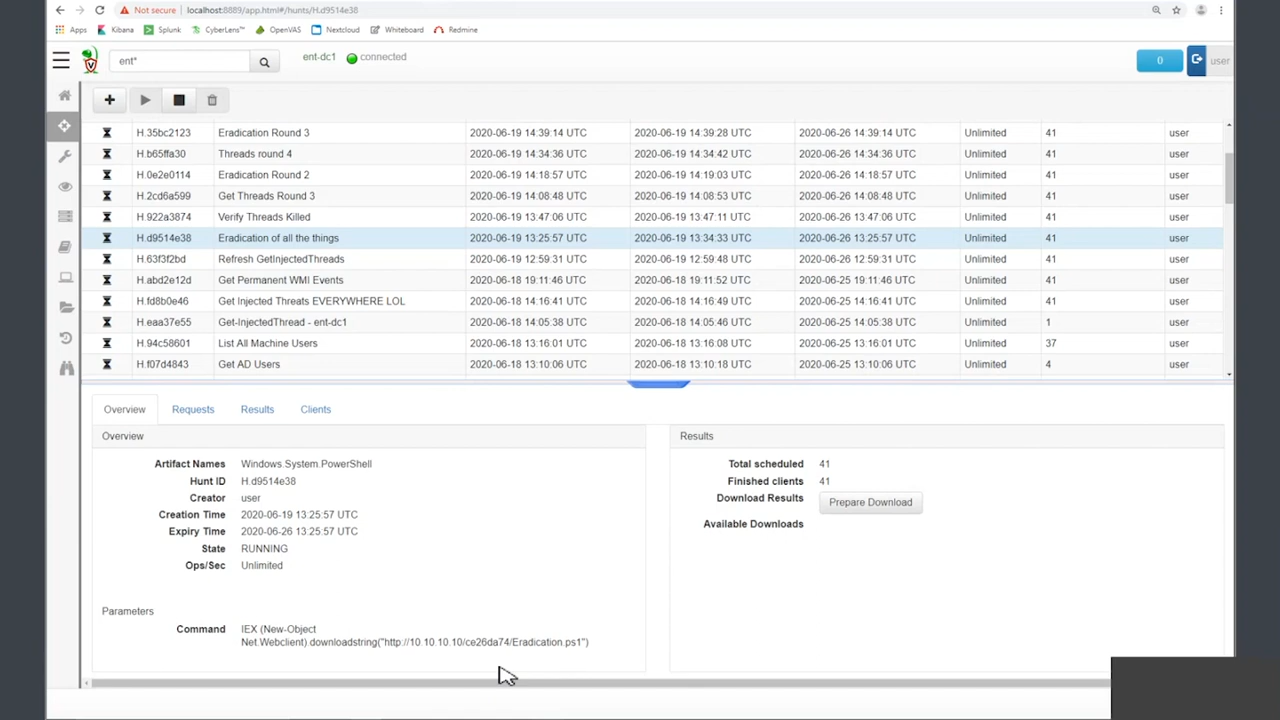 Not secure localhost:8889/app.html#/hunts/H.d9514e38
Apps Kibana Splunk CyberLens™ OpenVAS Nextcloud Whiteboard Redmine
ent* ent-dc1 connected 0 user
H.35bc2123 Eradication Round 3 2020-06-19 14:39:14 UTC 2020-06-19 14:39:28 UTC 2020-06-26 14:39:14 UTC Unlimited 41 user
H.b65ffa30 Threads round 4 2020-06-19 14:34:36 UTC 2020-06-19 14:34:42 UTC 2020-06-26 14:34:36 UTC Unlimited 41 user
H.0e2e0114 Eradication Round 2 2020-06-19 14:18:57 UTC 2020-06-19 14:19:03 UTC 2020-06-26 14:18:57 UTC Unlimited 41 user
H.2cd6a599 Get Threads Round 3 2020-06-19 14:08:48 UTC 2020-06-19 14:08:53 UTC 2020-06-26 14:08:48 UTC Unlimited 41 user
H.922a3874 Verify Threads Killed 2020-06-19 13:47:06 UTC 2020-06-19 13:47:11 UTC 2020-06-26 13:47:06 UTC Unlimited 41 user
H.d9514e38 Eradication of all the things 2020-06-19 13:25:57 UTC 2020-06-19 13:34:33 UTC 2020-06-26 13:25:57 UTC Unlimited 41 user
H.63f3f2bd Refresh GetInjectedThreads 2020-06-19 12:59:31 UTC 2020-06-19 12:59:48 UTC 2020-06-26 12:59:31 UTC Unlimited 41 user
H.abd2e12d Get Permanent WMI Events 2020-06-18 19:11:46 UTC 2020-06-18 19:11:52 UTC 2020-06-25 19:11:46 UTC Unlimited 41 user
H.fd8b0e46 Get Injected Threats EVERYWHERE LOL 2020-06-18 14:16:41 UTC 2020-06-18 14:16:49 UTC 2020-06-25 14:16:41 UTC Unlimited 41 user
H.eaa37e55 Get-InjectedThread - ent-dc1 2020-06-18 14:05:38 UTC 2020-06-18 14:05:46 UTC 2020-06-25 14:05:38 UTC Unlimited 1 user
H.94c58601 List All Machine Users 2020-06-18 13:16:01 UTC 2020-06-18 13:16:08 UTC 2020-06-25 13:16:01 UTC Unlimited 37 user
H.f07d4843 Get AD Users 2020-06-18 13:10:06 UTC 2020-06-18 13:10:18 UTC 2020-06-25 13:10:06 UTC Unlimited 4 user
Overview Requests Results Clients
Overview
Artifact Names Windows.System.PowerShell
Hunt ID H.d9514e38
Creator user
Creation Time 2020-06-19 13:25:57 UTC
Expiry Time 2020-06-26 13:25:57 UTC
State RUNNING
Ops/Sec Unlimited
Parameters
Command IEX (New-Object
Net.Webclient).downloadstring("http://10.10.10.10/ce26da74/Eradication.ps1")
Results
Total scheduled 41
Finished clients 41
Download Results Prepare Download
Available Downloads